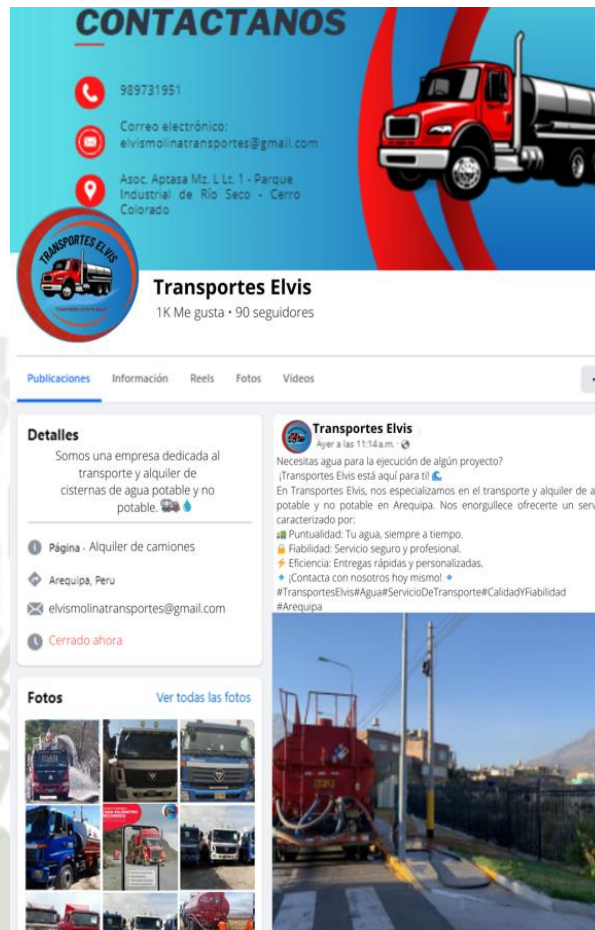 CONTACTANOS
989731951
Correo electrónico:
elvismolinatransportes@gmail.com
Asoc. Aptasa Mz. L Lt. 1 - Parque
Industrial de Río Seco - Cerro
Colorado
TRANSPORTES ELVIS
Transportes Elvis
1K Me gusta • 90 seguidores
Publicaciones Información Reels Fotos Videos
Detalles
Somos una empresa dedicada al
transporte y alquiler de
cisternas de agua potable y no
potable.
Página - Alquiler de camiones
Arequipa, Peru
elvismolinatransportes@gmail.com
Cerrado ahora
Fotos Ver todas las fotos
Transportes Elvis
Ayer a las 11:14 a.m. ·
Necesitas agua para la ejecución de algún proyecto?
¡Transportes Elvis está aquí para ti!
En Transportes Elvis, nos especializamos en el transporte y alquiler de a
potable y no potable en Arequipa. Nos enorgullece ofrecerte un serv
caracterizado por:
Puntualidad: Tu agua, siempre a tiempo.
Fiabilidad: Servicio seguro y profesional.
Eficiencia: Entregas rápidas y personalizadas.
¡Contacta con nosotros hoy mismo!
#TransportesElvis#Agua#ServicioDeTransporte#CalidadYFiabilidad
#Arequipa